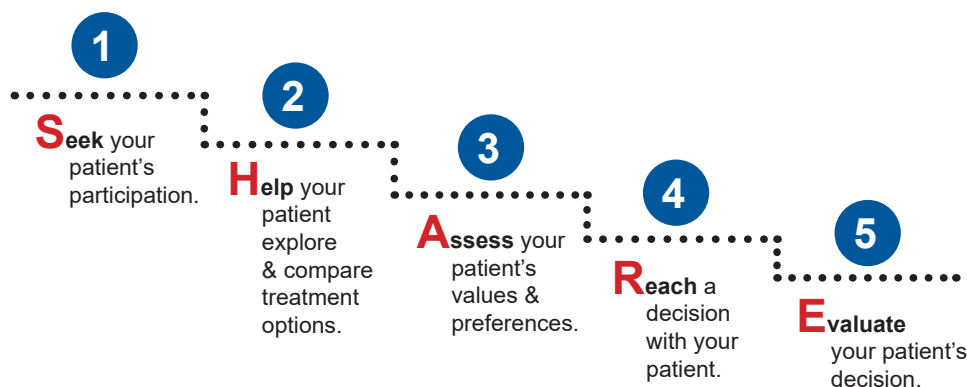 1
Seek your
patient’s
participation.
2
Help your
patient
explore
& compare
treatment
options.
3
Assess your
patient’s
values &
preferences.
4
Reach a
decision
with your
patient.
5
Evaluate
your patient’s
decision.